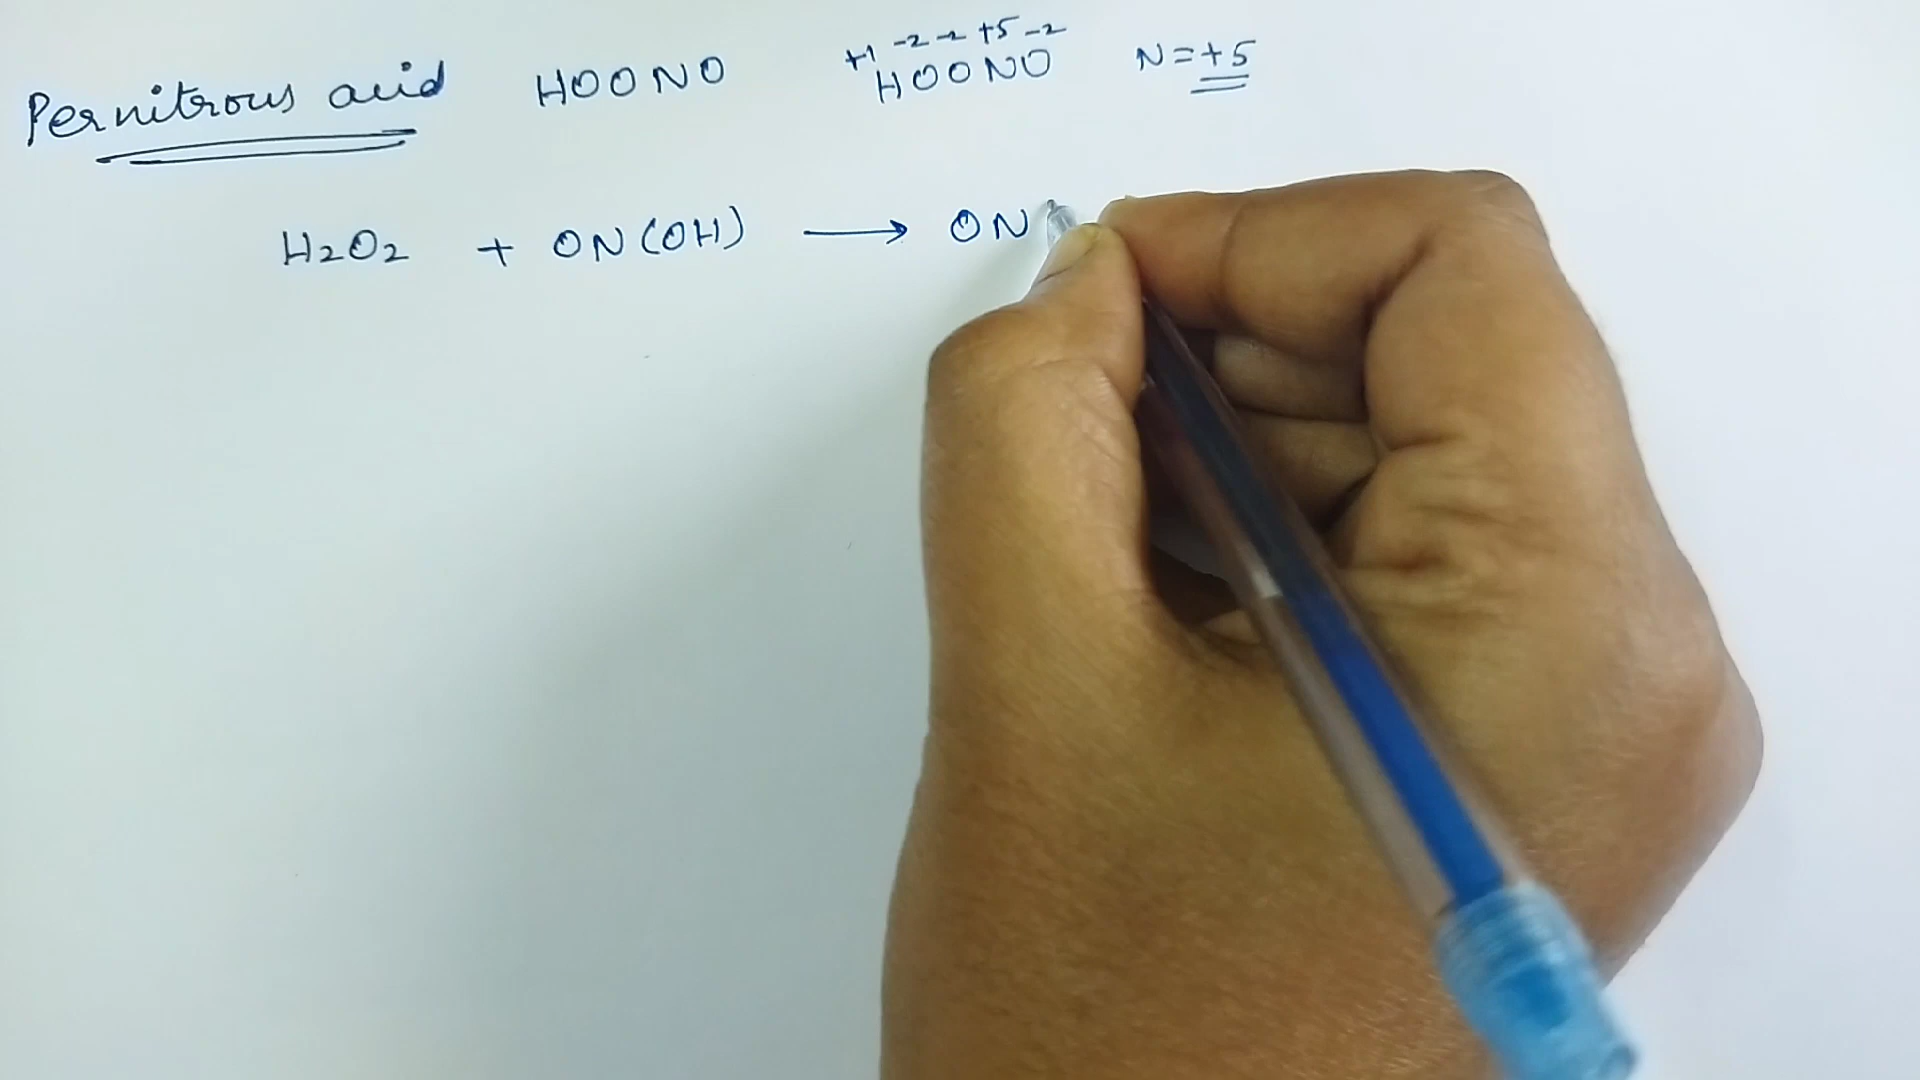 Pernitrous acid HOONO +1 -2 -2 +5 -2 HOONO N=+5
H2O2 + ON(OH) → ON